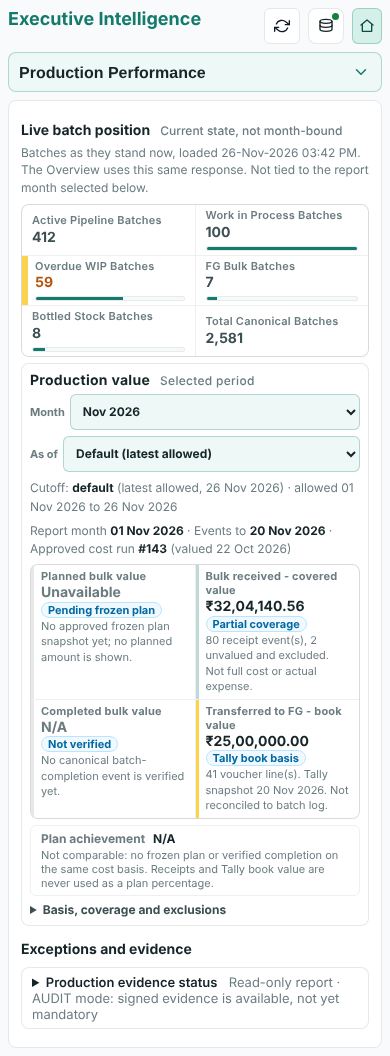 Executive Intelligence
Production Performance
Live batch position Current state, not month-bound
Batches as they stand now, loaded 26-Nov-2026 03:42 PM.
The Overview uses this same response. Not tied to the report
month selected below.
Active Pipeline Batches
412
Work in Process Batches
100
Overdue WIP Batches
59
FG Bulk Batches
7
Bottled Stock Batches
8
Total Canonical Batches
2,581
Production value Selected period
Month Nov 2026
As of Default (latest allowed)
Cutoff: default (latest allowed, 26 Nov 2026) · allowed 01
Nov 2026 to 26 Nov 2026
Report month 01 Nov 2026 · Events to 20 Nov 2026 ·
Approved cost run #143 (valued 22 Oct 2026)
Planned bulk value
Unavailable
Pending frozen plan
No approved frozen plan
snapshot yet; no planned
amount is shown.
Bulk received - covered
value
₹32,04,140.56
Partial coverage
80 receipt event(s), 2
unvalued and excluded.
Not full cost or actual
expense.
Completed bulk value
N/A
Not verified
No canonical batch-
completion event is verified
yet.
Transferred to FG - book
value
₹25,00,000.00
Tally book basis
41 voucher line(s). Tally
snapshot 20 Nov 2026. Not
reconciled to batch log.
Plan achievement N/A
Not comparable: no frozen plan or verified completion on
the same cost basis. Receipts and Tally book value are
never used as a plan percentage.
Basis, coverage and exclusions
Exceptions and evidence
Production evidence status Read-only report ·
AUDIT mode: signed evidence is available, not yet
mandatory